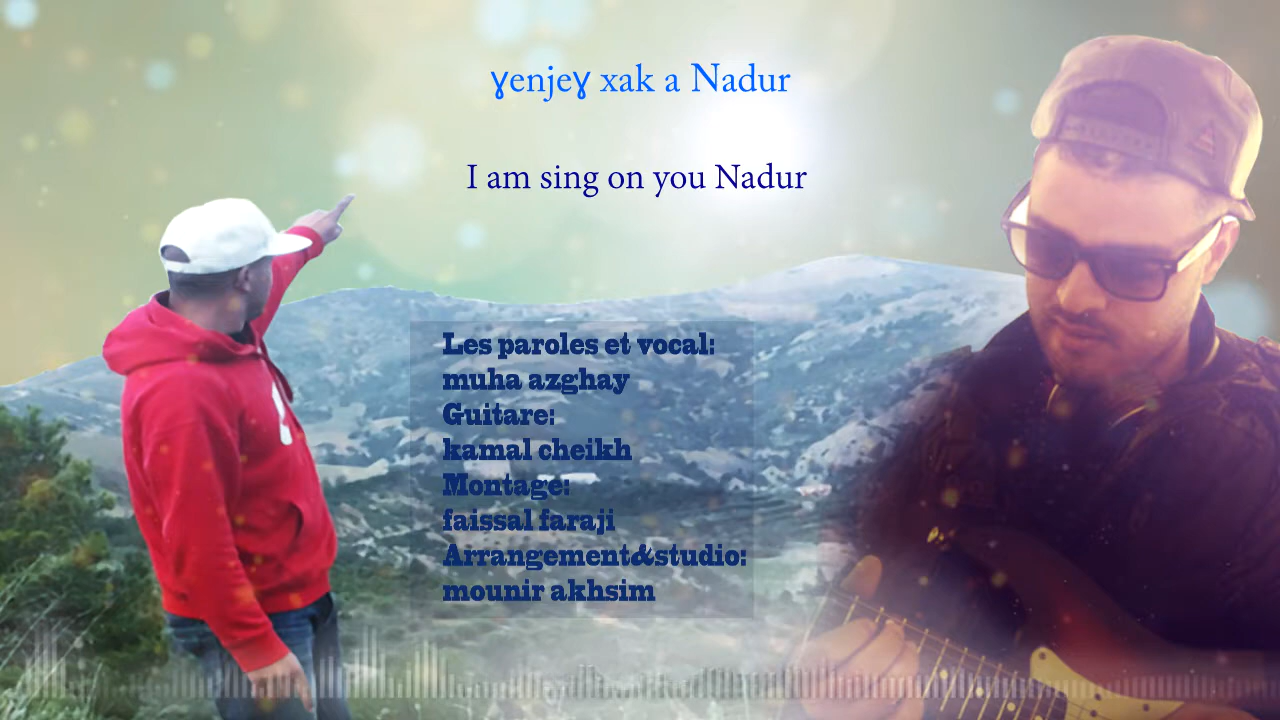 ɣenjeɣ xak a Nadur
I am sing on you Nadur
Les paroles et vocal:
muha azghay
Guitare:
kamal cheikh
Montage:
faissal faraji
Arrangement&studio:
mounir akhsim